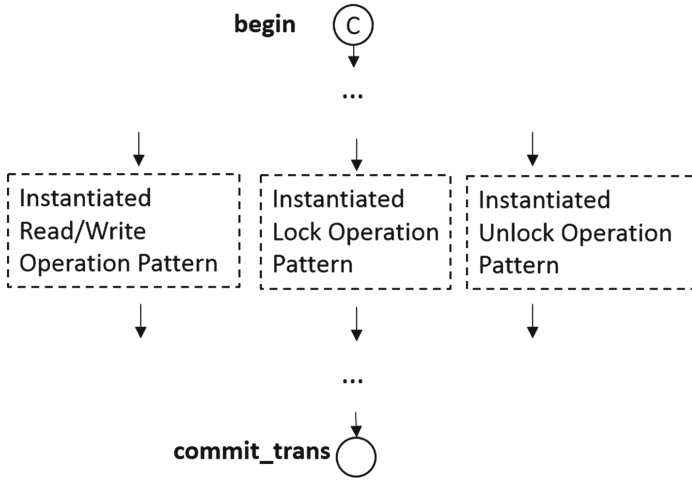 begin C
...
Instantiated
Read/Write
Operation Pattern
Instantiated
Lock Operation
Pattern
Instantiated
Unlock Operation
Pattern
...
commit_trans